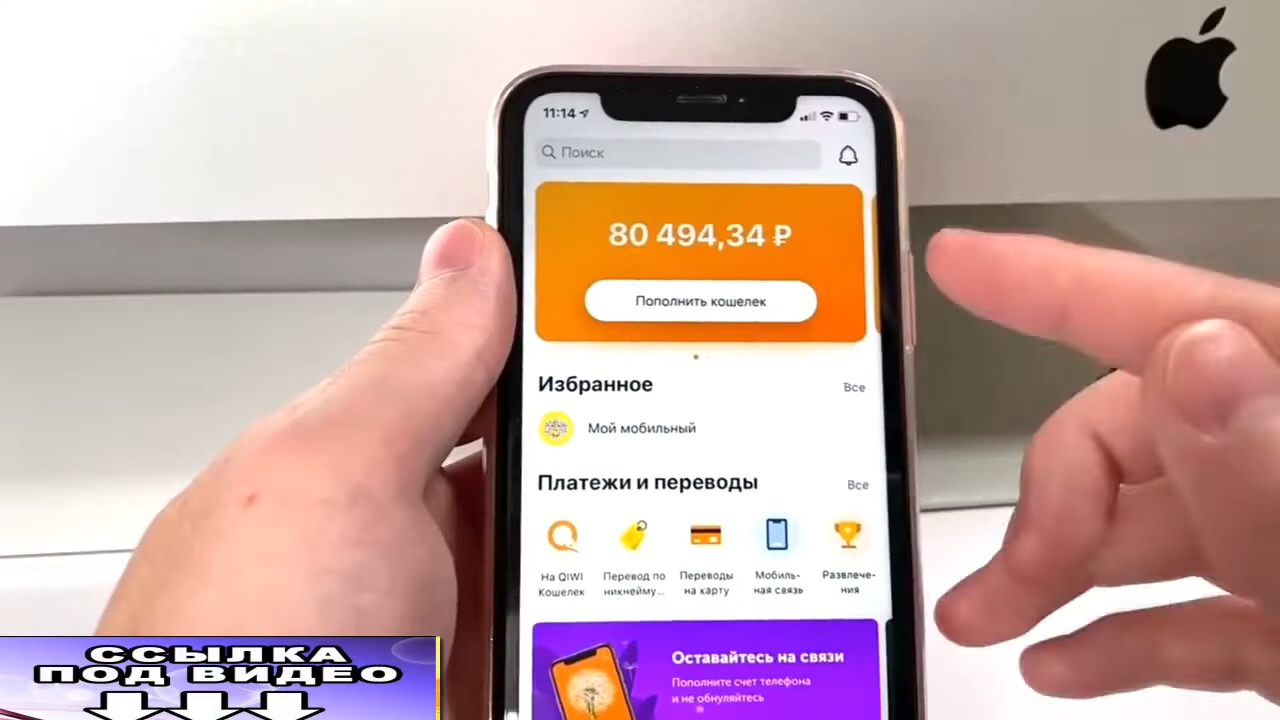 11:14
Поиск
80 494,34 ₽
Пополнить кошелек
Избранное
Все
Мой мобильный
Платежи и переводы
Все
На QIWI
Кошелек
Перевод по
никнейму...
Переводы
на карту
Мобиль-
ная связь
Развлече-
ния
Оставайтесь на связи
Пополните счет телефона
и не обнуляйтесь
ССЫЛКА
ПОД ВИДЕО